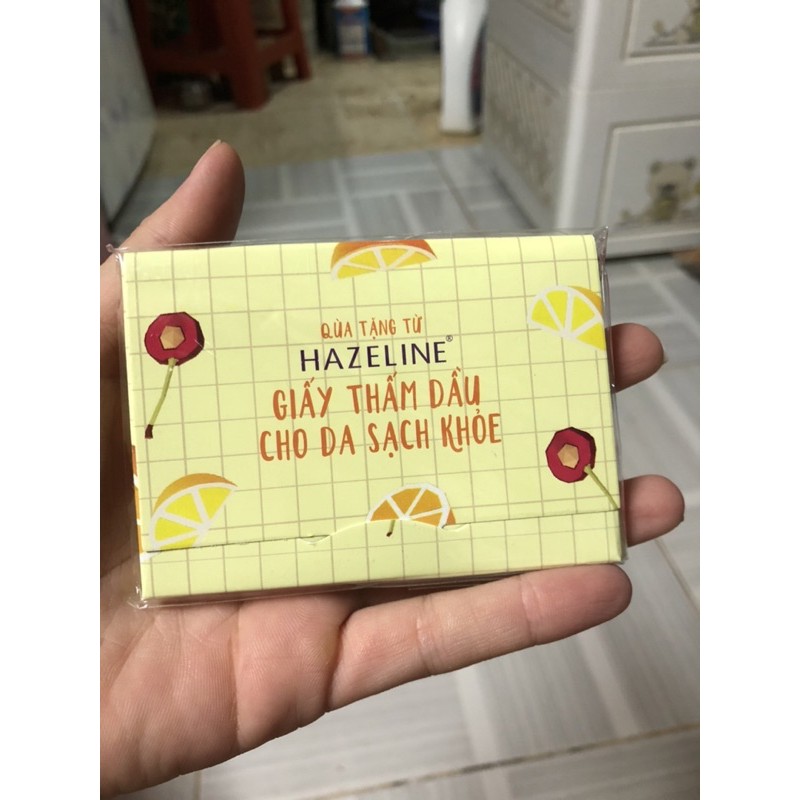 QÙA TẶNG TỪ
HAZELINE®
GIẤY THẤM DẦU
CHO DA SẠCH KHỎE